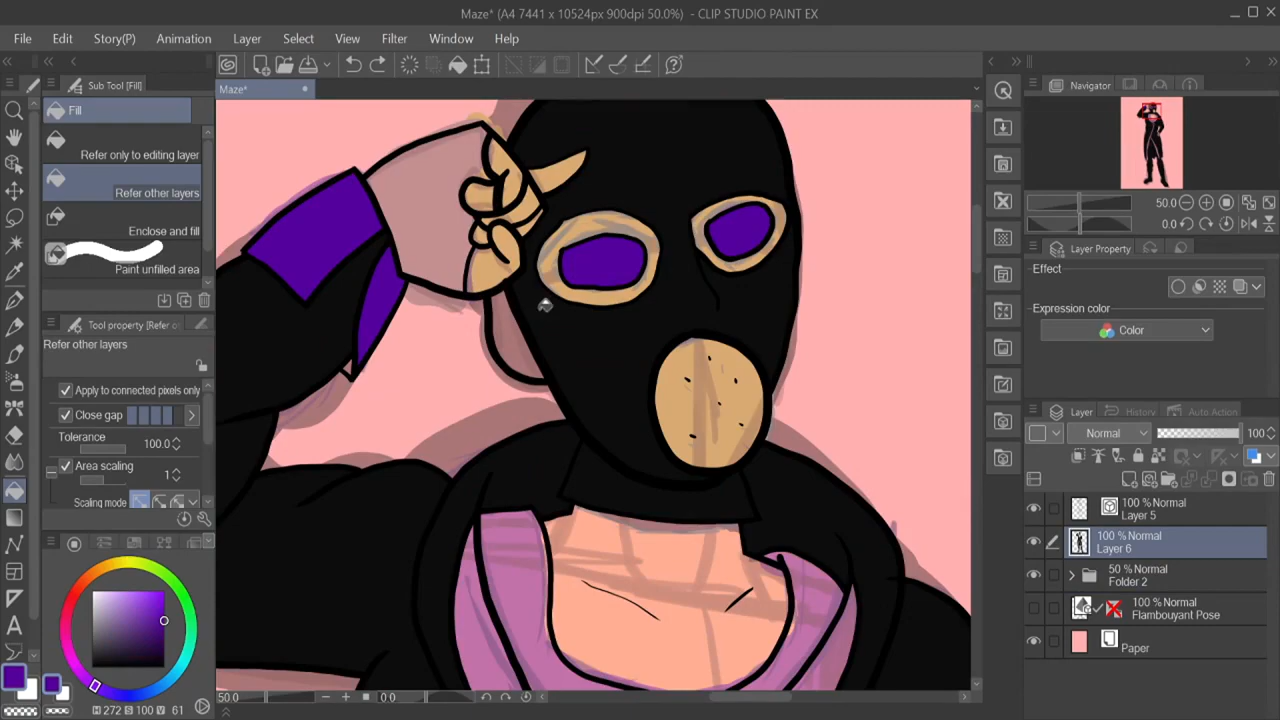 Maze* (A4 7441 x 10524px 900dpi 50.0%) - CLIP STUDIO PAINT EX
File Edit Story(P) Animation Layer Select View Filter Window Help
Sub Tool [Fill]
Fill
Refer only to editing layer
Refer other layers
Enclose and fill
Paint unfilled area
Tool property [Refer o
Refer other layers
Apply to connected pixels only
Close gap
Tolerance
100.0
Area scaling
1
Scaling mode
H 272 S 100 V 61
Maze*
50.0
0.0
Navigator
50.0
0.0
Layer Property
Effect
Expression color
Color
Layer History Auto Action
Normal 100
100 % Normal
Layer 5
100 % Normal
Layer 6
50 % Normal
Folder 2
100 % Normal
Flambouyant Pose
Paper